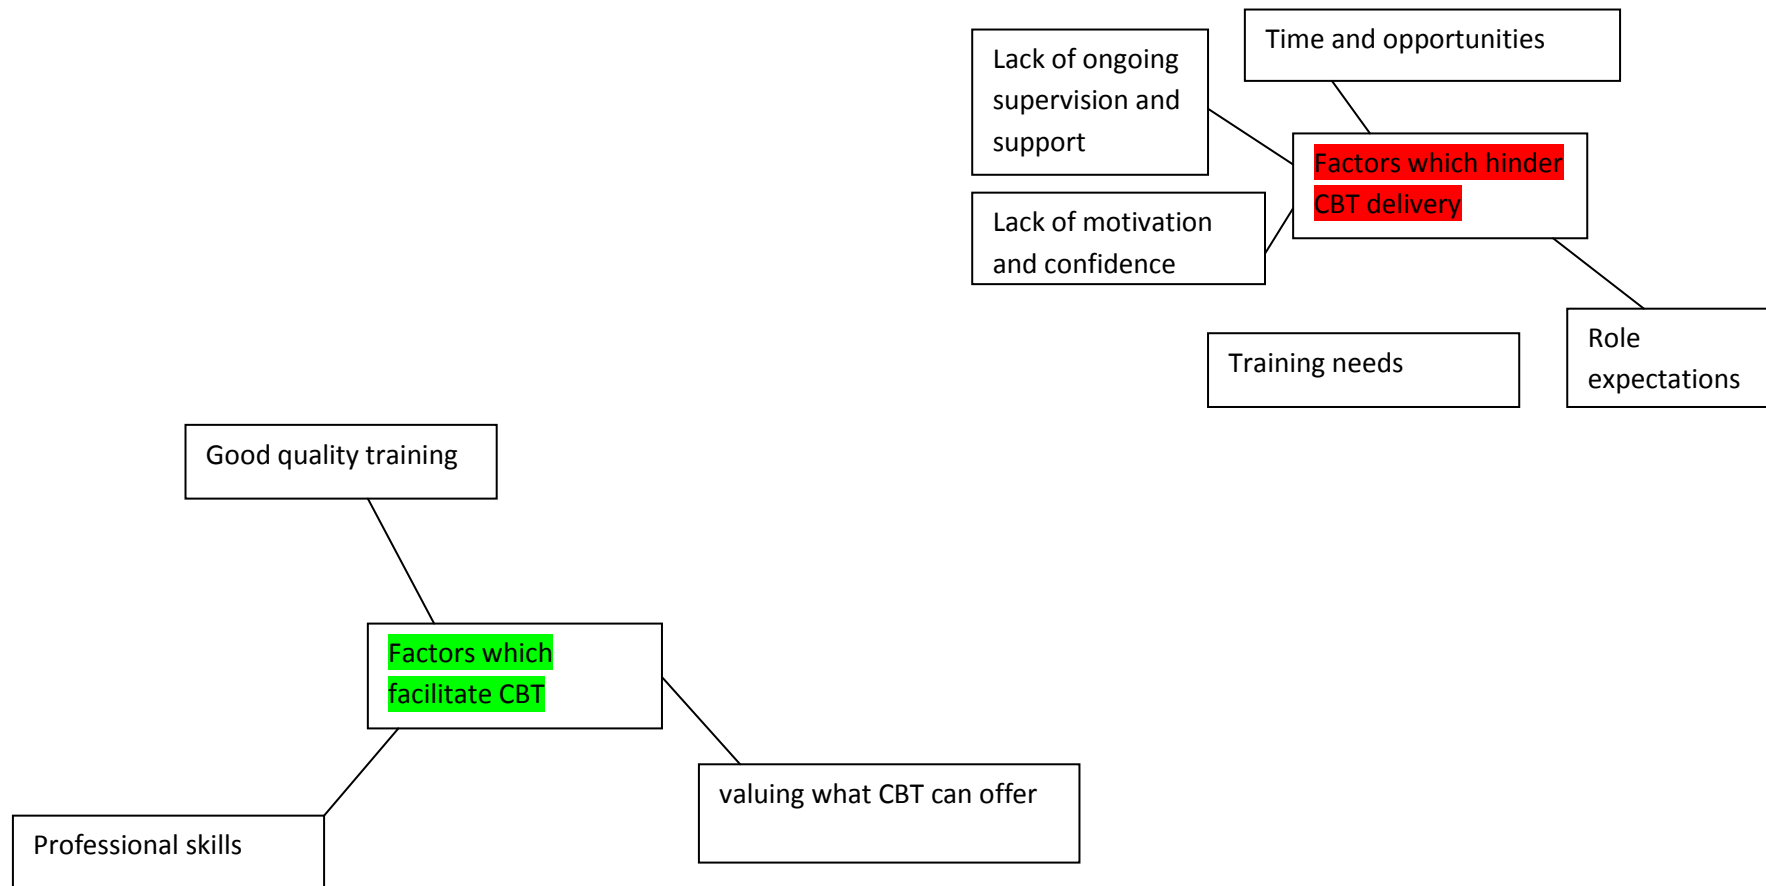 Time and opportunities
Lack of ongoing
supervision and
support
Factors which hinder
CBT delivery
Lack of motivation
and confidence
Role
expectations
Training needs
Good quality training
Factors which
facilitate CBT
valuing what CBT can offer
Professional skills